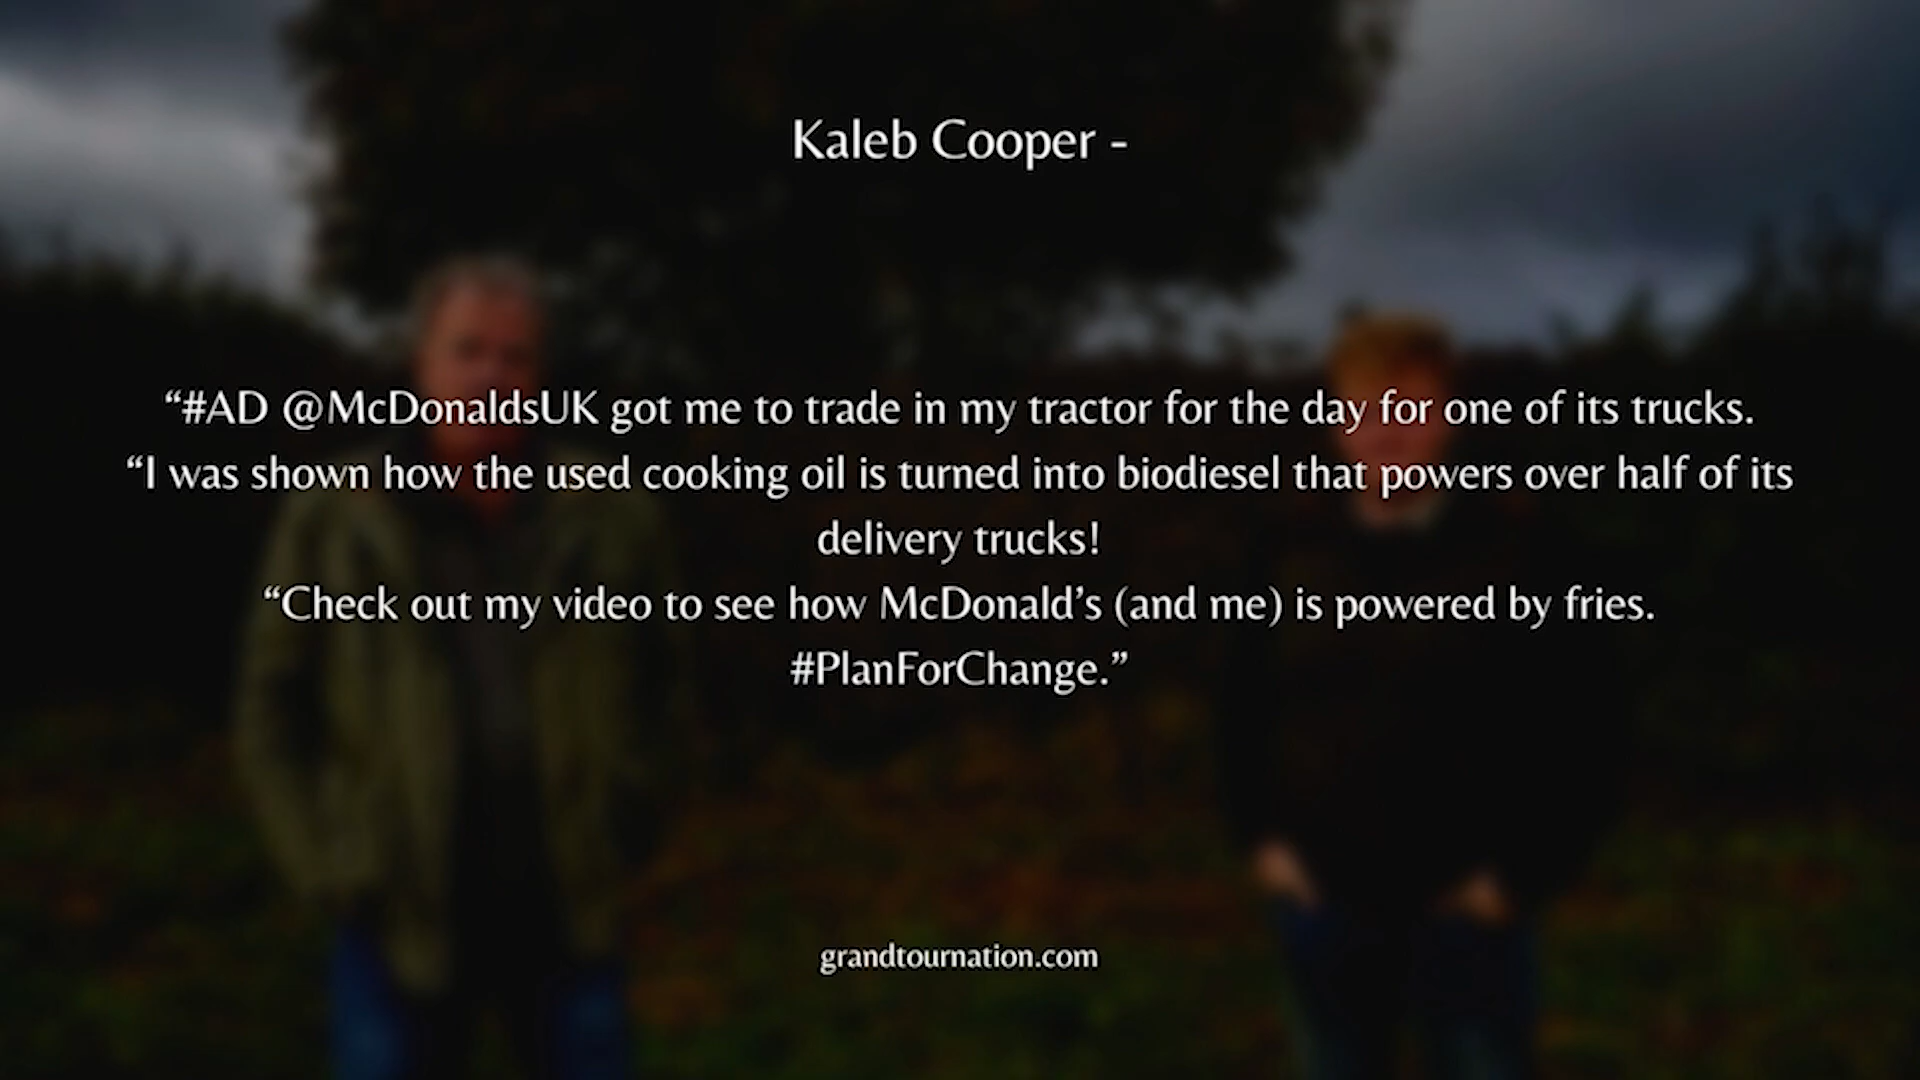 Kaleb Cooper -
“#AD @McDonaldsUK got me to trade in my tractor for the day for one of its trucks.
“I was shown how the used cooking oil is turned into biodiesel that powers over half of its
delivery trucks!
“Check out my video to see how McDonald’s (and me) is powered by fries.
#PlanForChange.”
grandtournation.com